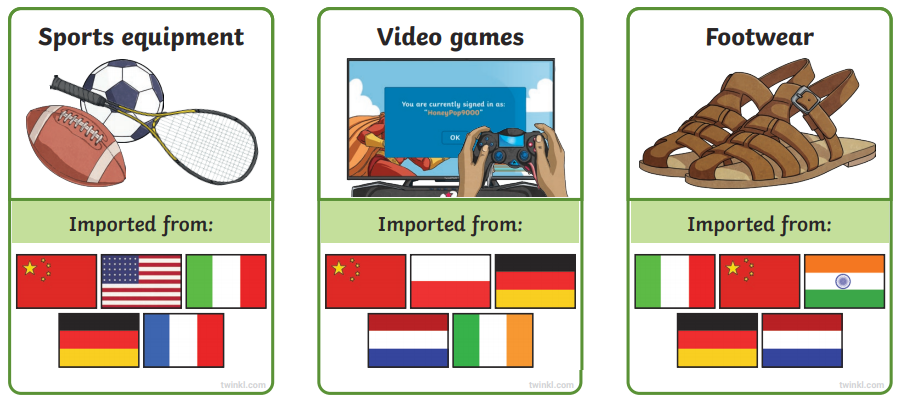 Sports equipment
Imported from:
twinkl.com
Video games
You are currently signed in as:
"HoneyPop9000"
OK
Imported from:
twinkl.com
Footwear
Imported from:
twinkl.com